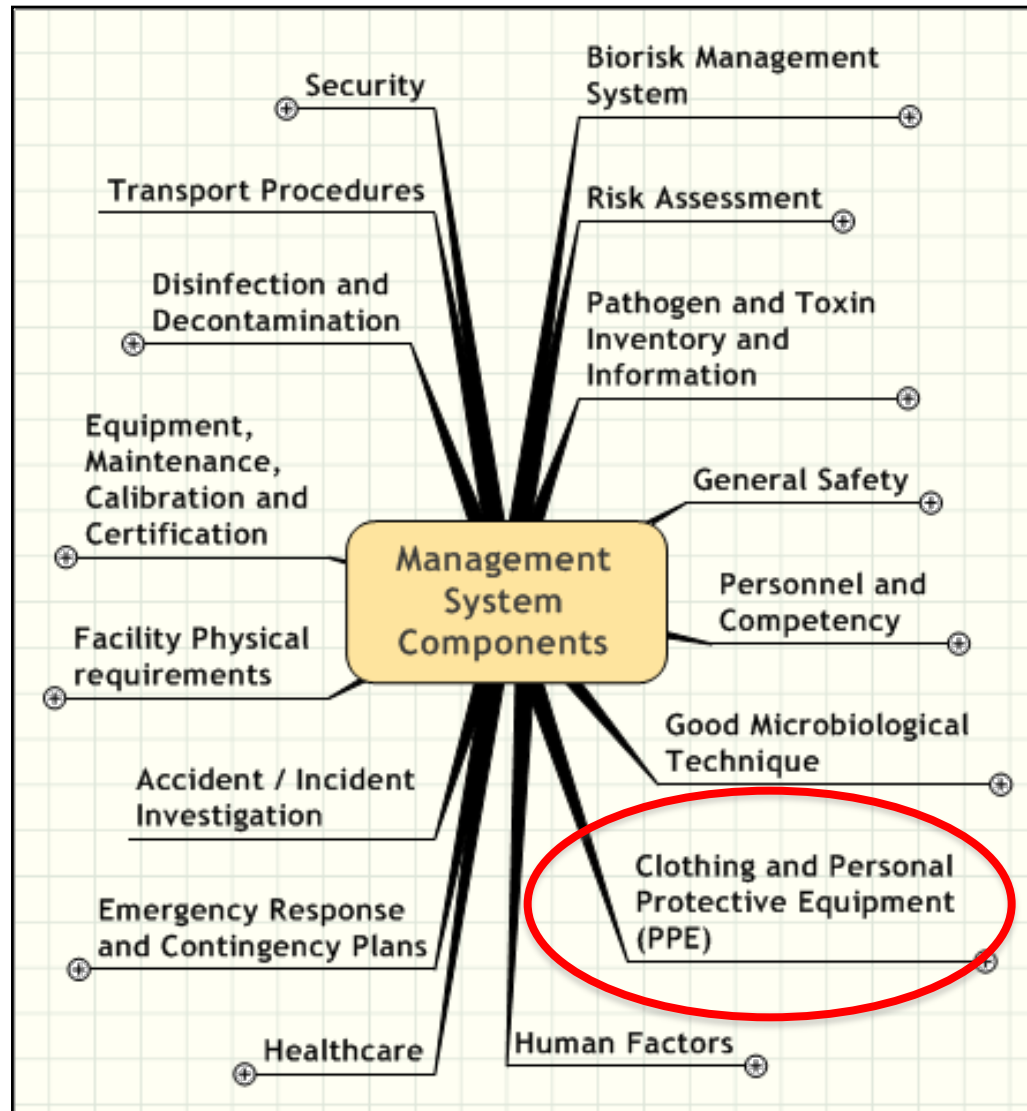 Security
Transport Procedures
Disinfection and
Decontamination
Equipment,
Maintenance,
Calibration and
Certification
Facility Physical
requirements
Accident / Incident
Investigation
Emergency Response
and Contingency Plans
Healthcare
Management
System
Components
Biorisk Management
System
Risk Assessment
Pathogen and Toxin
Inventory and
Information
General Safety
Personnel and
Competency
Good Microbiological
Technique
Clothing and Personal
Protective Equipment
(PPE)
Human Factors